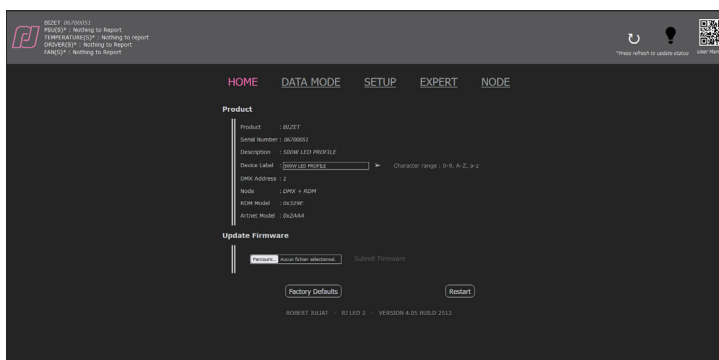 BIZET 06700051
PSU(S)* : Nothing to Report
TEMPERATURE(S)* : Nothing to report
DRIVER(S)* : Nothing to Report
FAN(S)* : Nothing to Report
*Press refresh to update status
User Man
HOME DATA MODE SETUP EXPERT NODE
Product
Product : BIZET
Serial Number : 06700051
Description : 500W LED PROFILE
Device Label : 500W LED PROFILE ► Character range : 0-9, A-Z, a-z
DMX Address : 1
Node : DMX + RDM
RDM Model : 0x329E
Artnet Model : 0x2AAA
Update Firmware
Parcourir... Aucun fichier sélectionné. Submit Firmware
Factory Defaults Restart
ROBERT JULIAT - RJ LED 2 - VERSION 4.05 BUILD 2512